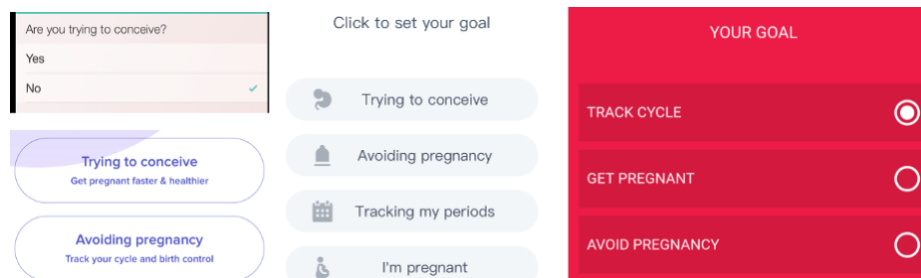 Are you trying to conceive?
Yes
No
Trying to conceive
Get pregnant faster & healthier
Avoiding pregnancy
Track your cycle and birth control
Click to set your goal
Trying to conceive
Avoiding pregnancy
Tracking my periods
I'm pregnant
YOUR GOAL
TRACK CYCLE
GET PREGNANT
AVOID PREGNANCY